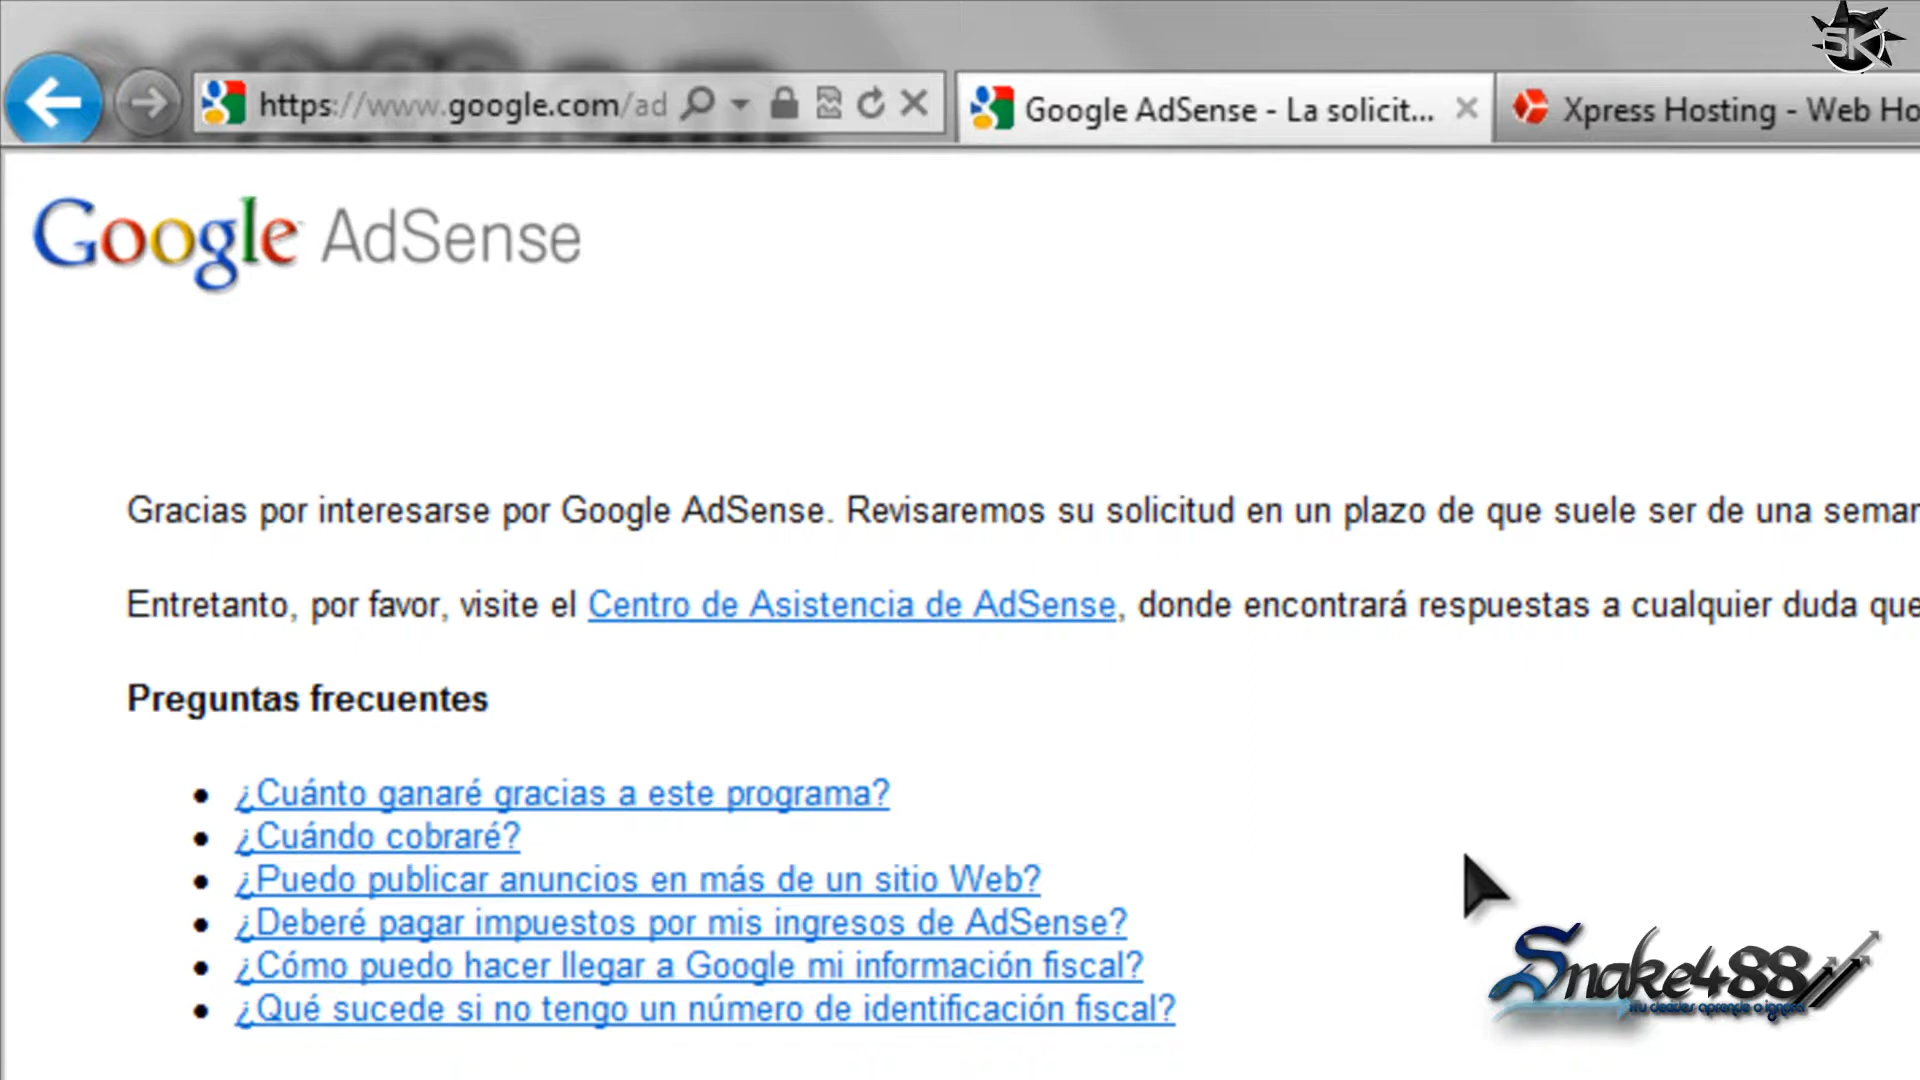 SK
https://www.google.com/ad
Google AdSense - La solicit...
Xpress Hosting - Web Ho
Google AdSense
Gracias por interesarse por Google AdSense. Revisaremos su solicitud en un plazo de que suele ser de una seman
Entretanto, por favor, visite el Centro de Asistencia de AdSense, donde encontrará respuestas a cualquier duda que
Preguntas frecuentes
¿Cuánto ganaré gracias a este programa?
¿Cuándo cobraré?
¿Puedo publicar anuncios en más de un sitio Web?
¿Deberé pagar impuestos por mis ingresos de AdSense?
¿Cómo puedo hacer llegar a Google mi información fiscal?
¿Qué sucede si no tengo un número de identificación fiscal?
Snake488
tu decides aprende o ignora